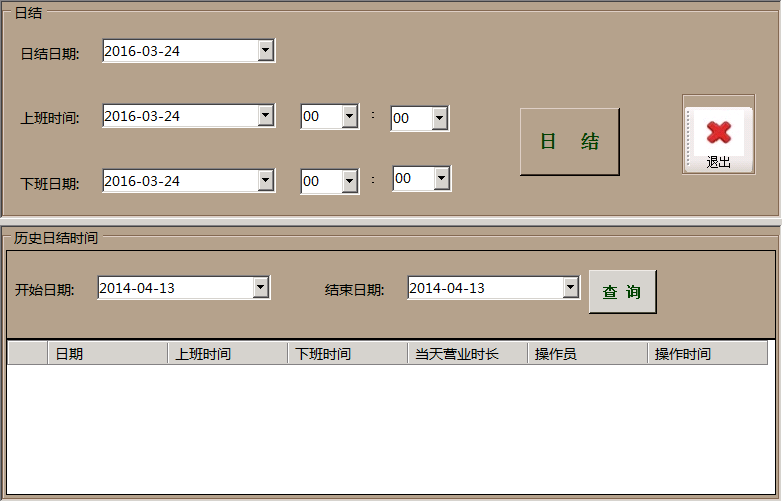 日结
日结日期: 2016-03-24
上班时间: 2016-03-24 00 : 00
下班日期: 2016-03-24 00 : 00
日 结
退出
历史日结时间
开始日期: 2014-04-13 结束日期: 2014-04-13 查 询
日期 上班时间 下班时间 当天营业时长 操作员 操作时间